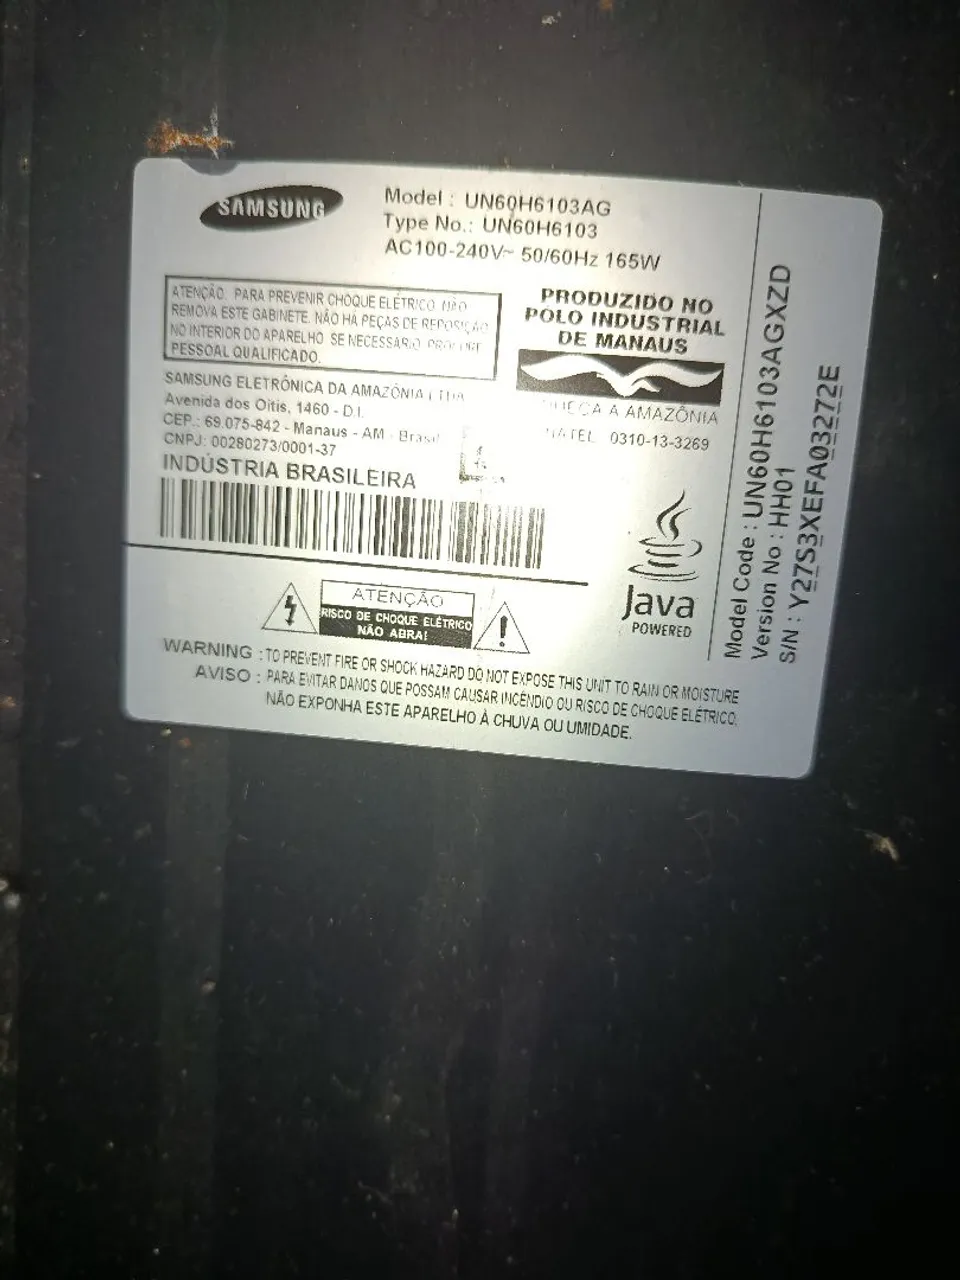 SAMSUNG
Model : UN60H6103AG
Type No.: UN60H6103
AC100-240V~ 50/60Hz 165W
ATENÇÃO. PARA PREVENIR CHOQUE ELÉTRICO, NÃO
REMOVA ESTE GABINETE. NÃO HÁ PEÇAS DE REPOSIÇÃO
NO INTERIOR DO APARELHO. SE NECESSÁRIO, PROCURE
PESSOAL QUALIFICADO.
SAMSUNG ELETRÔNICA DA AMAZÔNIA LTDA
Avenida dos Oitis, 1460 - D.I.
CEP.: 69.075-842 - Manaus - AM - Brasil
CNPJ: 00280273/0001-37
INDÚSTRIA BRASILEIRA
PRODUZIDO NO
POLO INDUSTRIAL
DE MANAUS
A AMAZÔNIA
0310-13-3269
Java
POWERED
ATENÇÃO
RISCO DE CHOQUE ELÉTRICO
NÃO ABRA!
WARNING : TO PREVENT FIRE OR SHOCK HAZARD DO NOT EXPOSE THIS UNIT TO RAIN OR MOISTURE
AVISO : PARA EVITAR DANOS QUE POSSAM CAUSAR INCÊNDIO OU RISCO DE CHOQUE ELÉTRICO,
NÃO EXPONHA ESTE APARELHO À CHUVA OU UMIDADE.
Model Code : UN60H6103AGXZD
Version No : HH01
S/N : Y27S3XEFA03272E